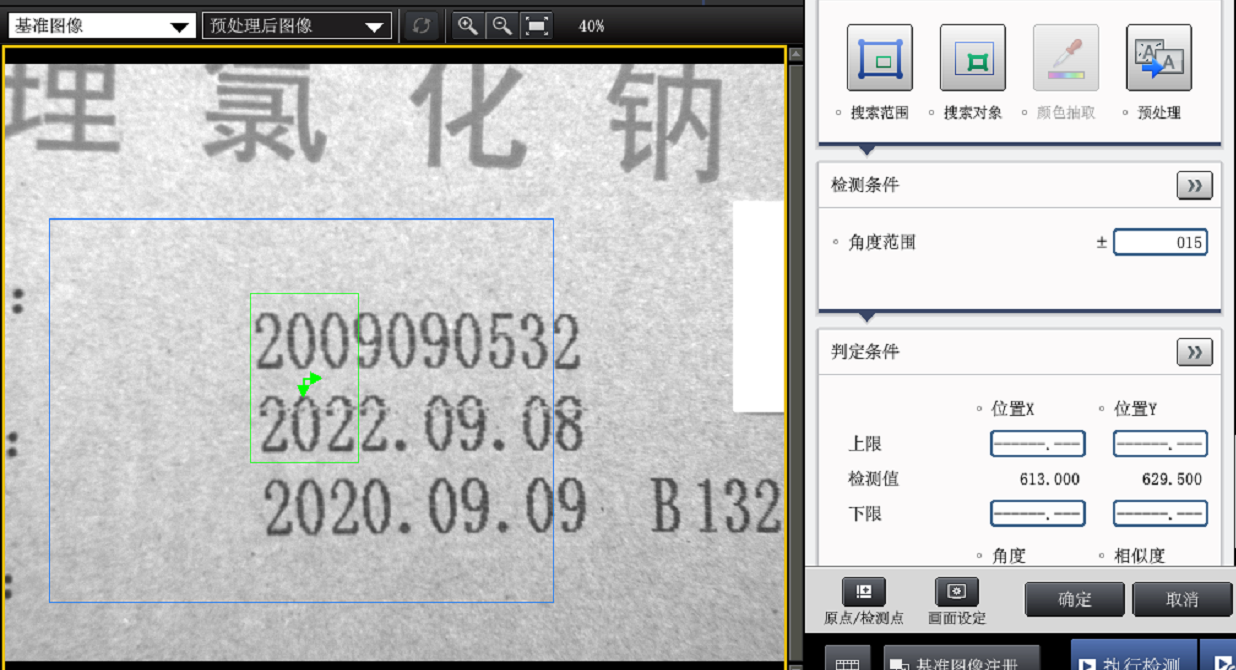 基准图像
预处理后图像
40%
理氯化钠
2009090532
2022.09.08
2020.09.09 B132
搜索范围
搜索对象
颜色抽取
预处理
检测条件
角度范围 ± 015
判定条件
位置X 位置Y
上限 ------.--- ------.---
检测值 613.000 629.500
下限 ------.--- ------.---
角度 相似度
原点/检测点
画面设定
确定
取消
基准图像注册
执行检测